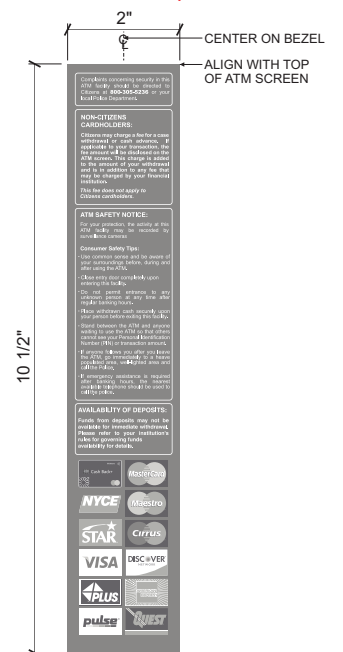 2"
CENTER ON BEZEL
ALIGN WITH TOP
OF ATM SCREEN
10 1/2"
Complaints concerning security in this
ATM facility should be directed to
Citizens at 800-305-6236 or your
local Police Department.
NON-CITIZENS
CARDHOLDERS:
Citizens may charge a fee for a case
withdrawal or cash advance. If
applicable to your transaction, the
fee amount will be disclosed on the
ATM screen. This charge is added
to the amount of your withdrawal
and is in addition to any fee that
may be charged by your financial
institution.
This fee does not apply to
Citizens cardholders.
ATM SAFETY NOTICE:
For your protection, the activity at this
ATM facility may be recorded by
surveillance cameras
Consumer Safety Tips:
· Use common sense and be aware of
your surroundings before, during and
after using the ATM.
· Close entry door completely upon
entering this facility.
· Do not permit entrance to any
unknown person at any time after
regular banking hours.
· Place withdrawn cash securely upon
your person before exiting this facility.
· Stand between the ATM and anyone
waiting to use the ATM so that others
cannot see your Personal Identification
Number (PIN) or transaction amount.
· If anyone follows you after you leave
the ATM, go immediately to a heave
populated area, well-lighted area and
call the Police.
· If emergency assistance is required
after banking hours, the nearest
available telephone should be used to
call the police.
AVAILABILITY OF DEPOSITS:
Funds from deposits may not be
available for immediate withdrawal.
Please refer to your institution's
rules for governing funds
availability for details.
Cash Back+ MasterCard
NYCE Maestro
STAR Cirrus
VISA DISCOVER
PLUS
pulse QUEST